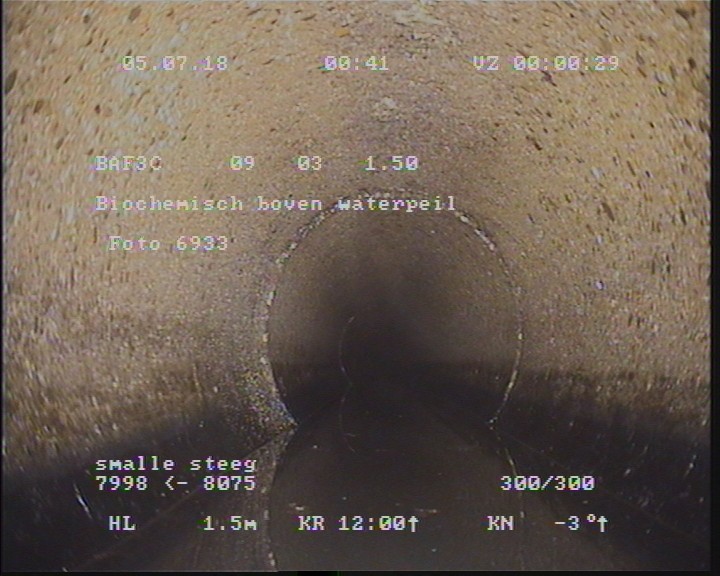 05.07.18 00:41 VZ 00:00:29
BAF3C 09 03 1.50
Biochemisch boven waterpeil
Foto 6933
smalle steeg
7998 <- 8075 300/300
HL 1.5m KR 12:00↑ KN -3°↑